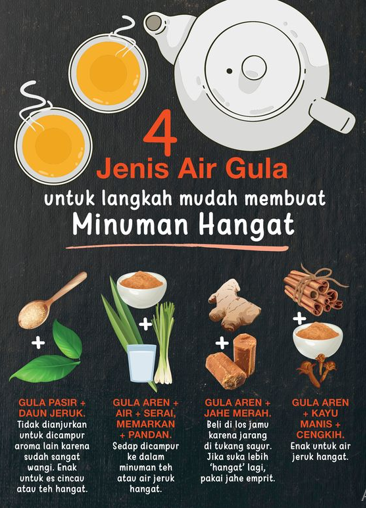 4
Jenis Air Gula
untuk langkah mudah membuat
Minuman Hangat
GULA PASIR +
DAUN JERUK.
Tidak dianjurkan
untuk dicampur
aroma lain karena
sudah sangat
wangi. Enak
untuk es cincau
atau teh hangat.
GULA AREN +
AIR + SERAI,
MEMARKAN
+ PANDAN.
Sedap dicampur
ke dalam
minuman teh
atau air jeruk
hangat.
GULA AREN +
JAHE MERAH.
Beli di los jamu
karena jarang
di tukang sayur.
Jika suka lebih
'hangat' lagi,
pakai jahe emprit.
GULA AREN
+ KAYU
MANIS +
CENGKIH.
Enak untuk air
jeruk hangat.